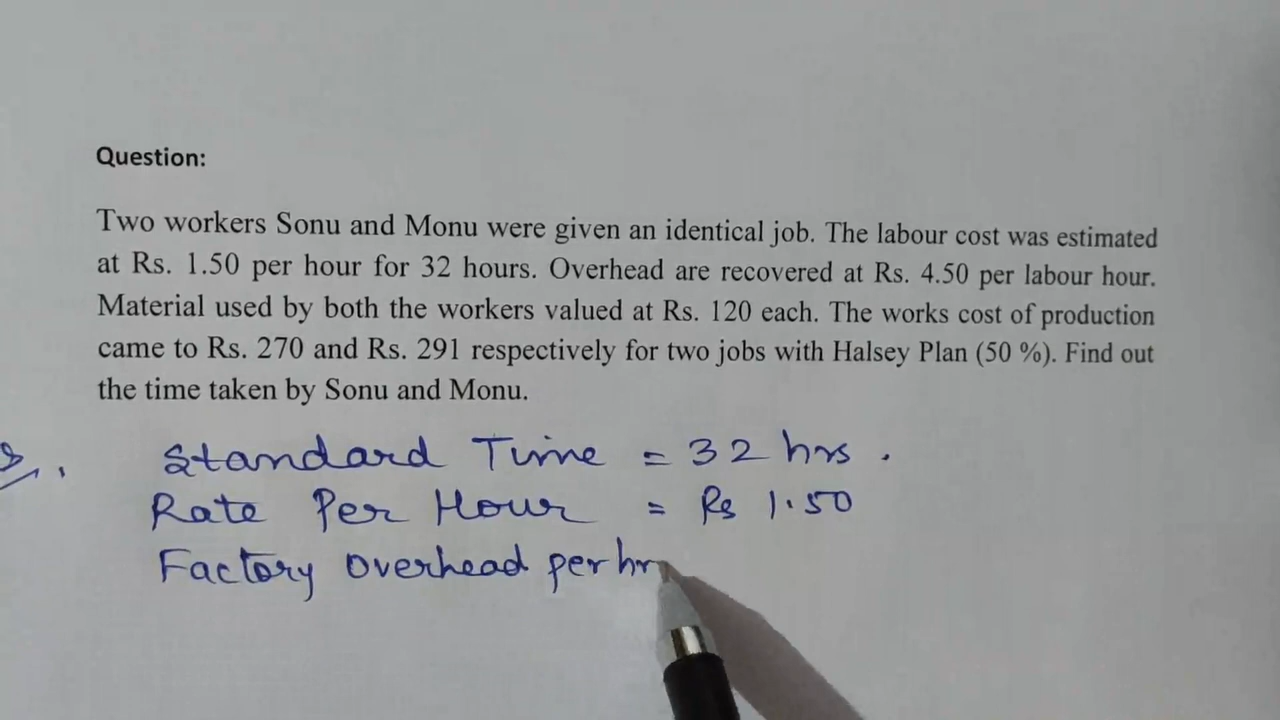 Question:
Two workers Sonu and Monu were given an identical job. The labour cost was estimated
at Rs. 1.50 per hour for 32 hours. Overhead are recovered at Rs. 4.50 per labour hour.
Material used by both the workers valued at Rs. 120 each. The works cost of production
came to Rs. 270 and Rs. 291 respectively for two jobs with Halsey Plan (50 %). Find out
the time taken by Sonu and Monu.
Standard Time = 32 hrs.
Rate Per Hour = Rs 1.50
Factory Overhead per hr